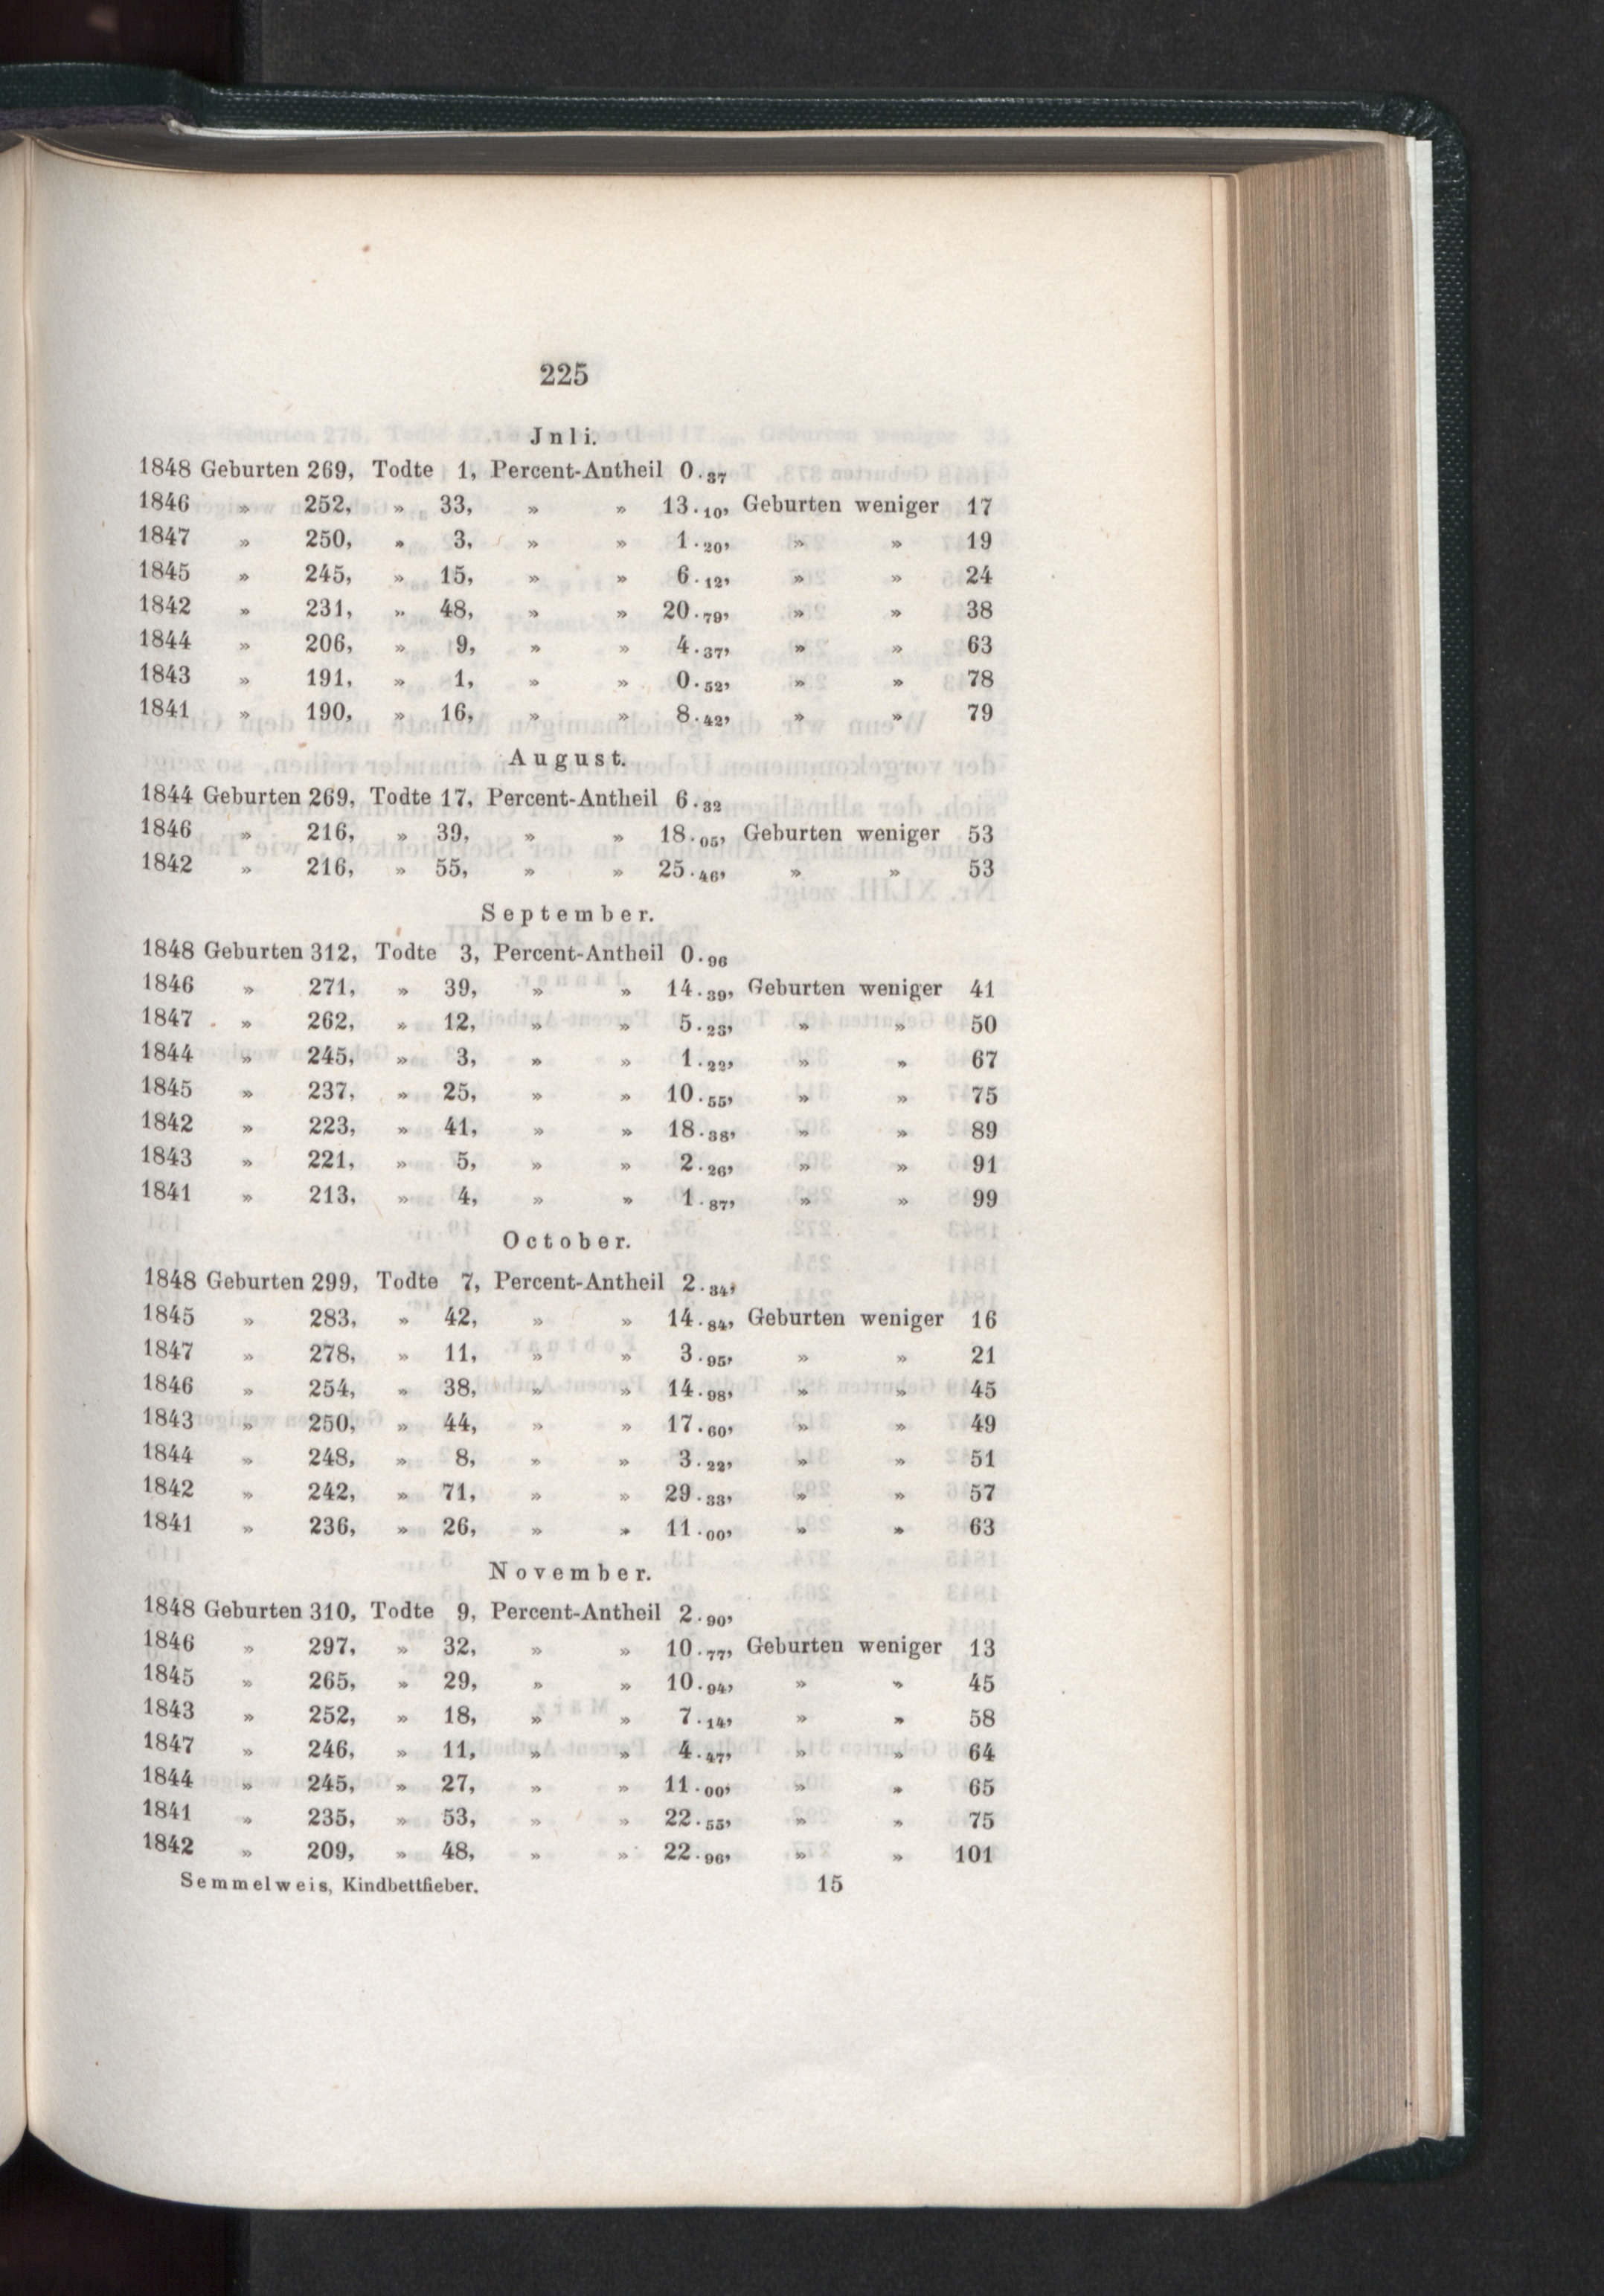 225
Jnli.
1848 Geburten 269, Todte 1, Percent-Antheil 0.37
1846 » 252, » 33, » » 13.10, Geburten weniger 17
1847 » 250, » 3, » » 1.20, » » 19
1845 » 245, » 15, » » 6.12, » » 24
1842 » 231, » 48, » » 20.79, » » 38
1844 » 206, » 9, » » 4.37, » » 63
1843 » 191, » 1, » » 0.52, » » 78
1841 » 190, » 16, » » 8.42, » » 79
August.
1844 Geburten 269, Todte 17, Percent-Antheil 6.32
1846 » 216, » 39, » » 18.05, Geburten weniger 53
1842 » 216, » 55, » » 25.46, » » 53
September.
1848 Geburten 312, Todte 3, Percent-Antheil 0.96
1846 » 271, » 39, » » 14.39, Geburten weniger 41
1847 » 262, » 12, » » 5.23, » » 50
1844 » 245, » 3, » » 1.22, » » 67
1845 » 237, » 25, » » 10.55, » » 75
1842 » 223, » 41, » » 18.38, » » 89
1843 » 221, » 5, » » 2.26, » » 91
1841 » 213, » 4, » » 1.87, » » 99
October.
1848 Geburten 299, Todte 7, Percent-Antheil 2.34,
1845 » 283, » 42, » » 14.84, Geburten weniger 16
1847 » 278, » 11, » » 3.95, » » 21
1846 » 254, » 38, » » 14.98, » » 45
1843 » 250, » 44, » » 17.60, » » 49
1844 » 248, » 8, » » 3.22, » » 51
1842 » 242, » 71, » » 29.33, » » 57
1841 » 236, » 26, » » 11.00, » » 63
November.
1848 Geburten 310, Todte 9, Percent-Antheil 2.90,
1846 » 297, » 32, » » 10.77, Geburten weniger 13
1845 » 265, » 29, » » 10.94, » » 45
1843 » 252, » 18, » » 7.14, » » 58
1847 » 246, » 11, » » 4.47, » » 64
1844 » 245, » 27, » » 11.00, » » 65
1841 » 235, » 53, » » 22.55, » » 75
1842 » 209, » 48, » » 22.96, » » 101
Semmelweis, Kindbettfieber. 15